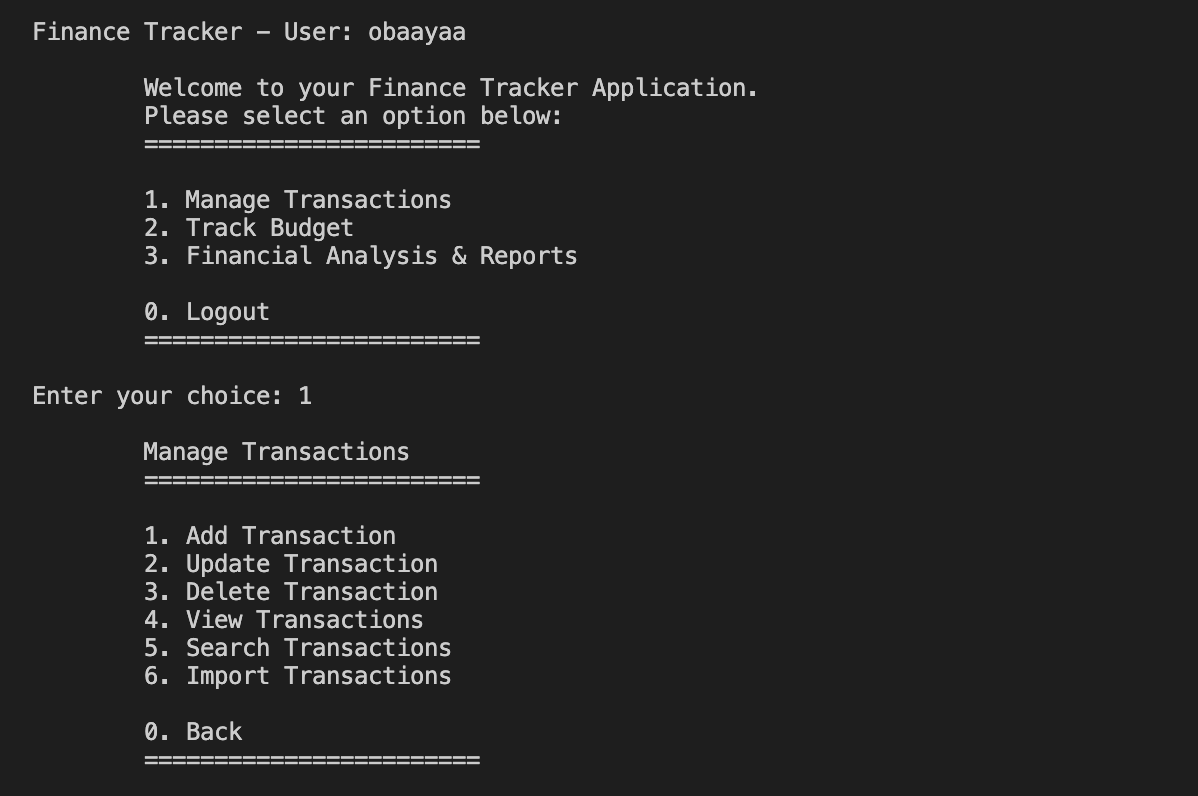 Finance Tracker – User: obaayaa
Welcome to your Finance Tracker Application.
Please select an option below:
========================
1. Manage Transactions
2. Track Budget
3. Financial Analysis & Reports
0. Logout
========================
Enter your choice: 1
Manage Transactions
========================
1. Add Transaction
2. Update Transaction
3. Delete Transaction
4. View Transactions
5. Search Transactions
6. Import Transactions
0. Back
========================